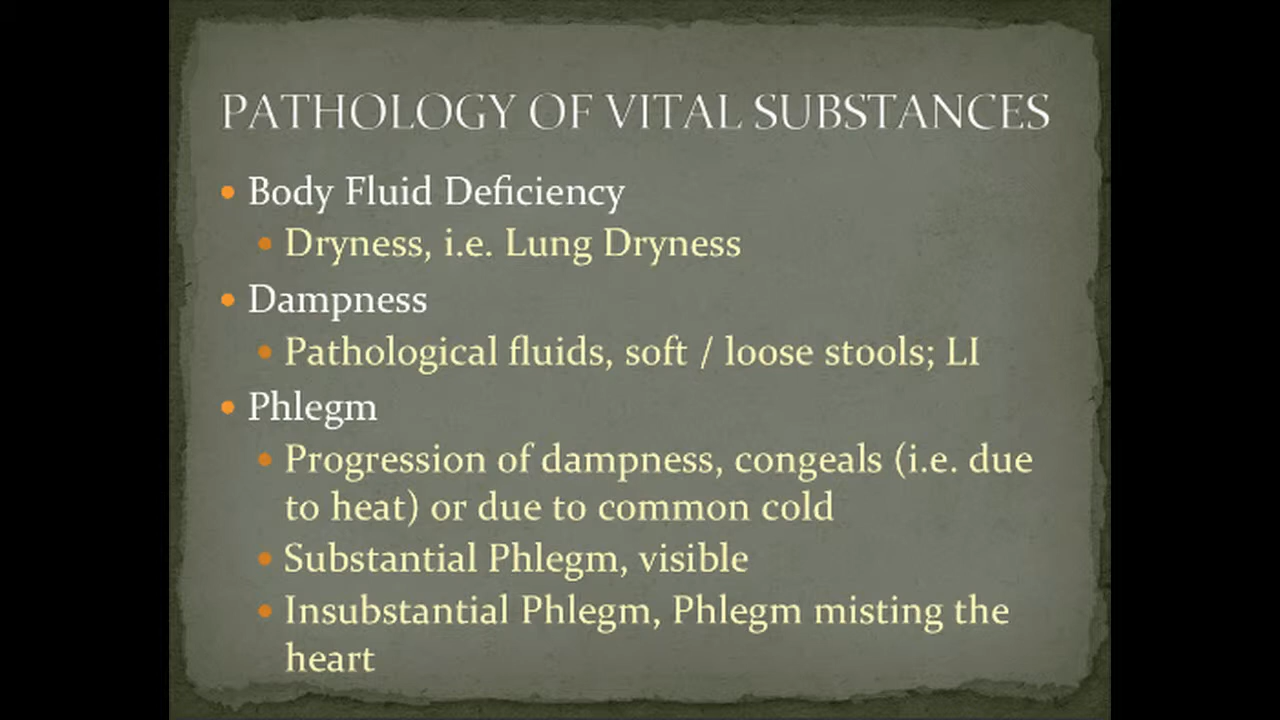 PATHOLOGY OF VITAL SUBSTANCES
• Body Fluid Deficiency
• Dryness, i.e. Lung Dryness
• Dampness
• Pathological fluids, soft / loose stools; LI
• Phlegm
• Progression of dampness, congeals (i.e. due
to heat) or due to common cold
• Substantial Phlegm, visible
• Insubstantial Phlegm, Phlegm misting the
heart